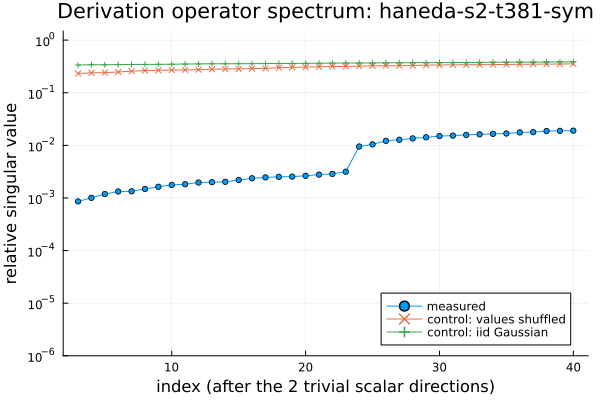 Derivation operator spectrum: haneda-s2-t381-sym
relative singular value
10⁰
10⁻¹
10⁻²
10⁻³
10⁻⁴
10⁻⁵
10⁻⁶
measured
control: values shuffled
control: iid Gaussian
10
20
30
40
index (after the 2 trivial scalar directions)